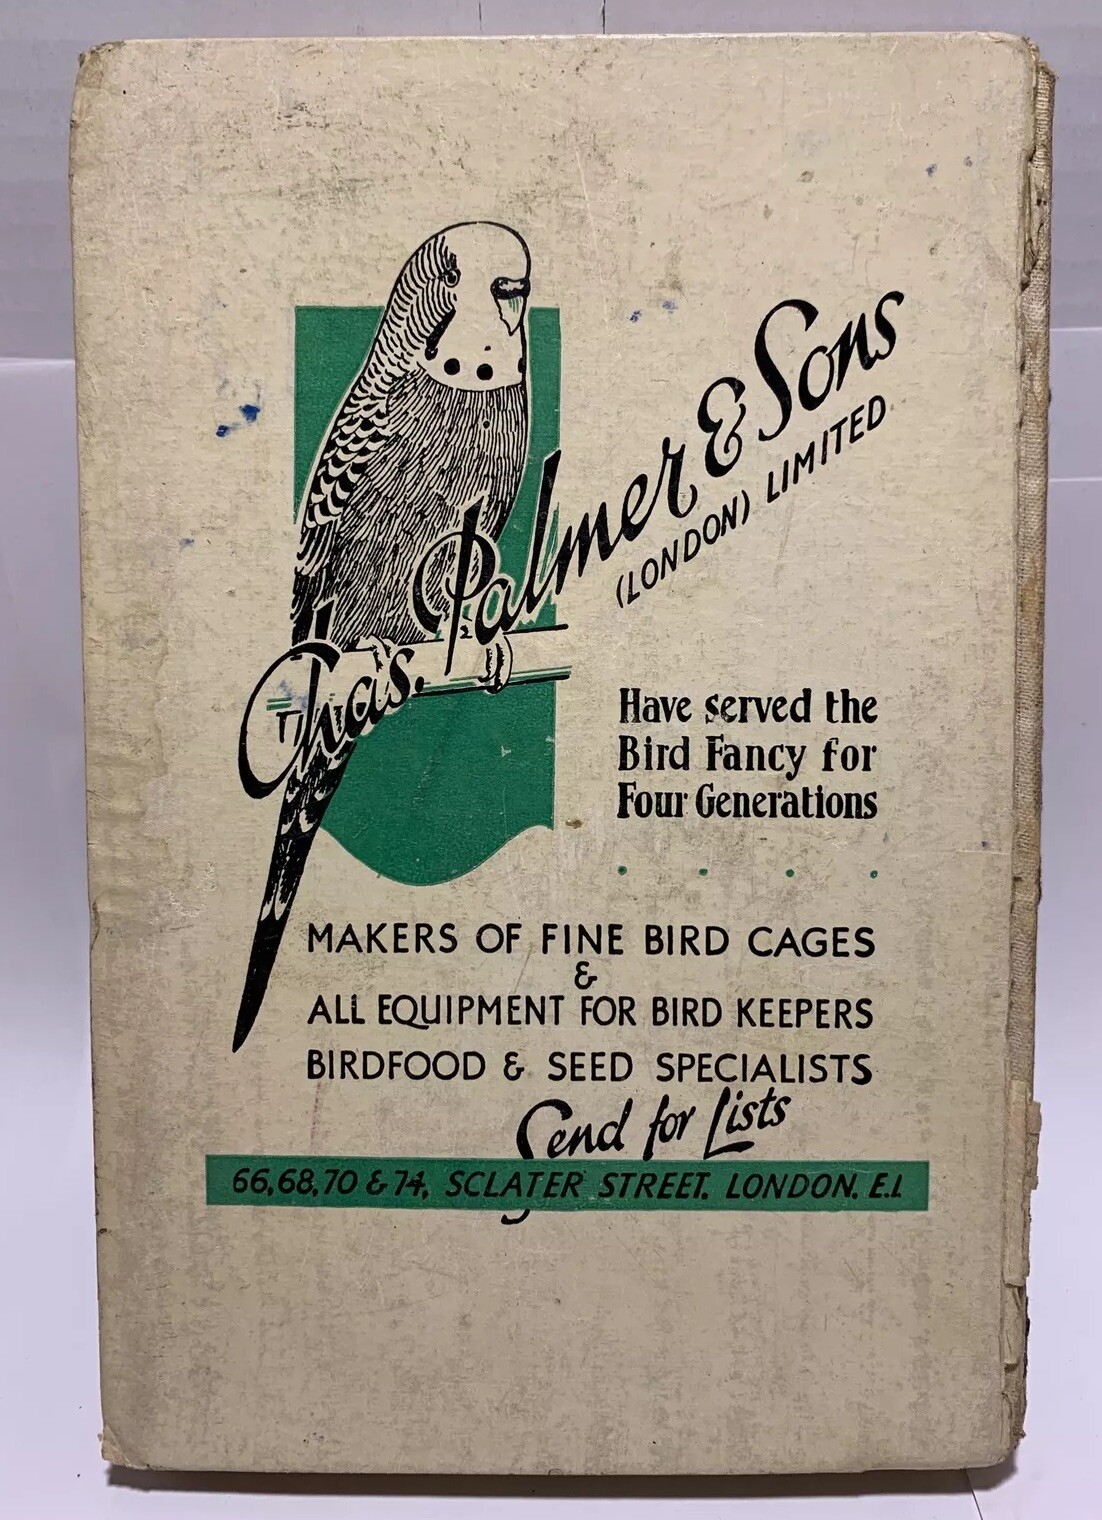 Chas. Palmer & Sons
(LONDON) LIMITED
Have served the
Bird Fancy for
Four Generations
MAKERS OF FINE BIRD CAGES
&
ALL EQUIPMENT FOR BIRD KEEPERS
BIRDFOOD & SEED SPECIALISTS
Send for Lists
66, 68, 70 & 74, SCLATER STREET. LONDON. E.1.